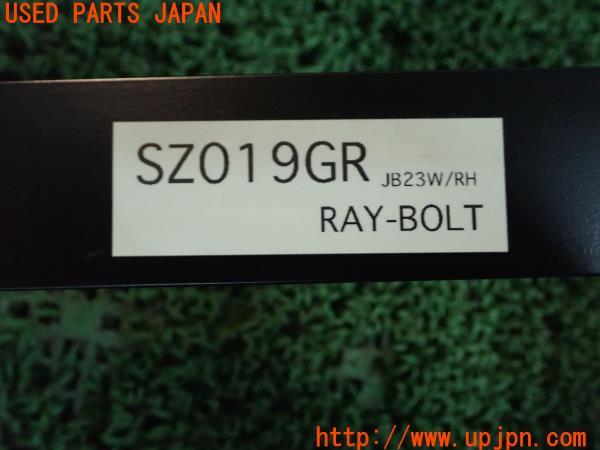 USED PARTS JAPAN
SZ019GR JB23W/RH
RAY-BOLT
http://www.upjpn.com/